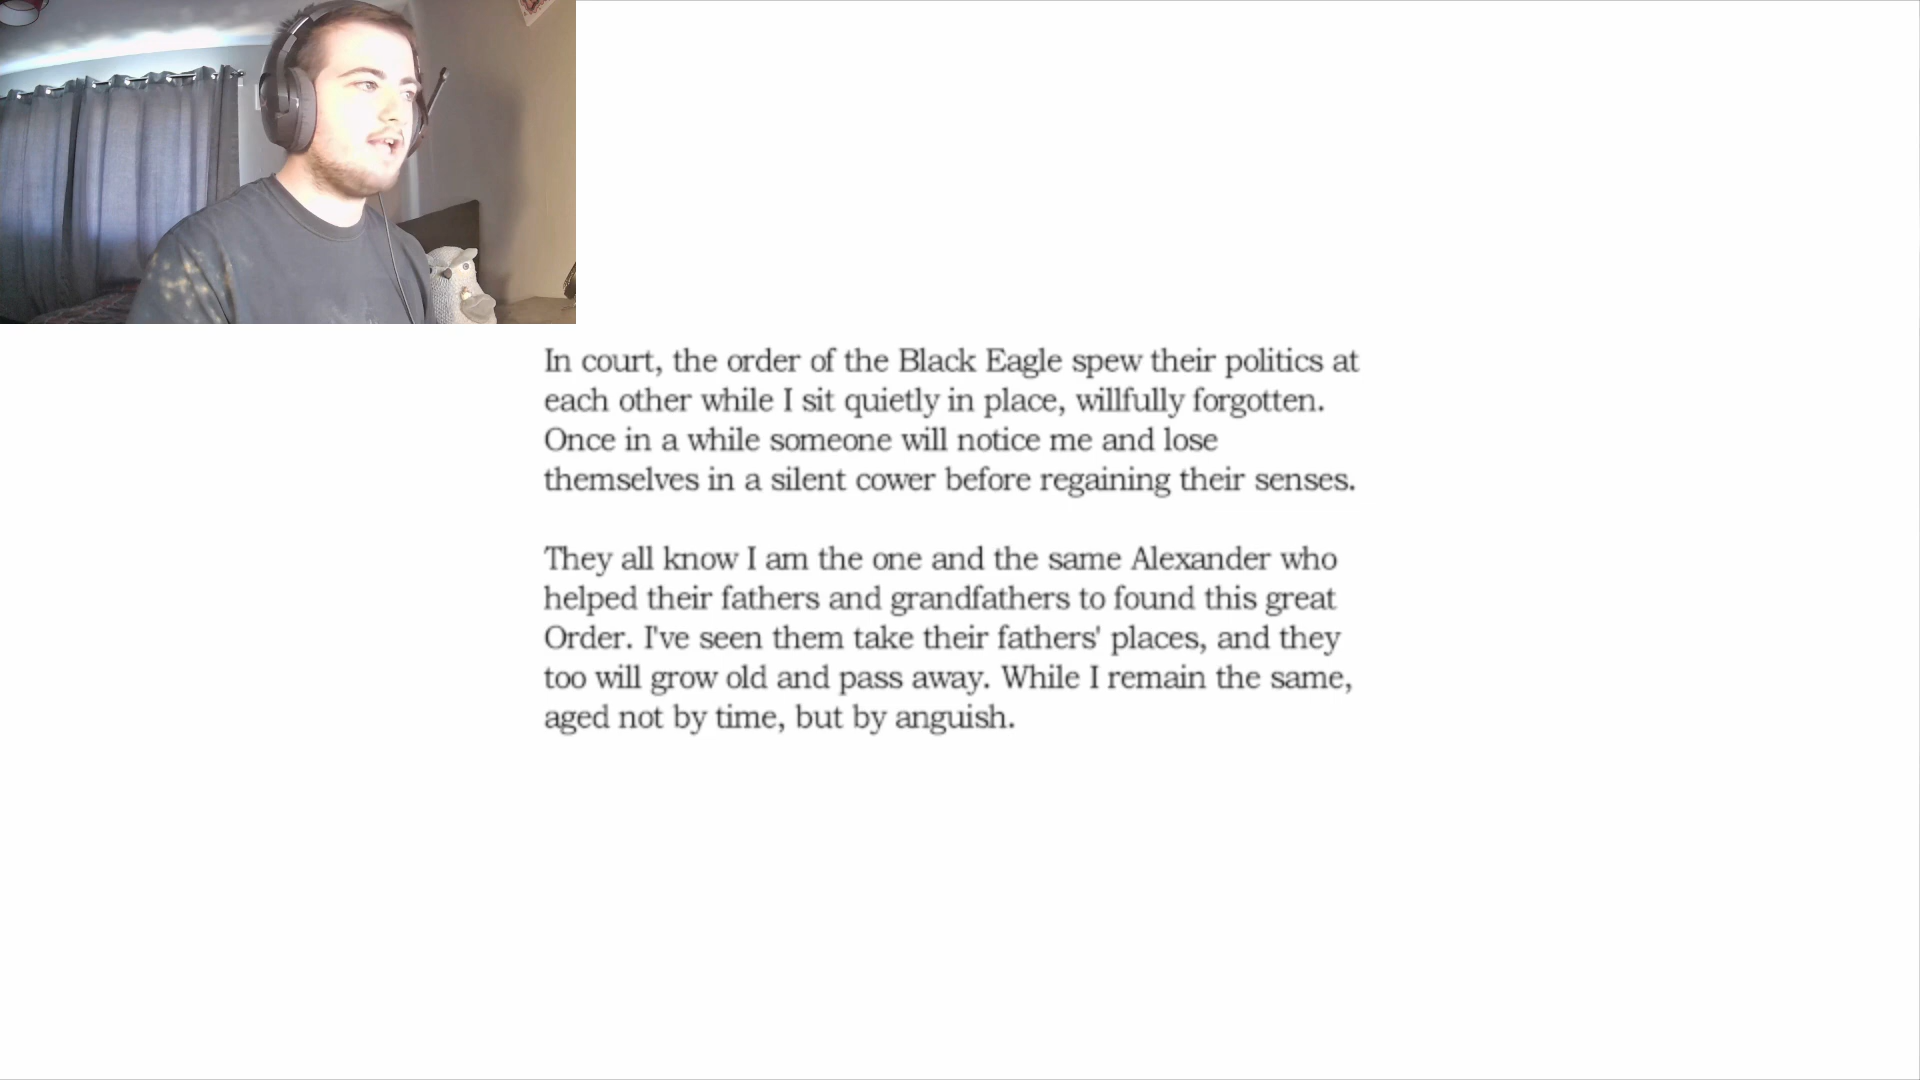 In court, the order of the Black Eagle spew their politics at
each other while I sit quietly in place, willfully forgotten.
Once in a while someone will notice me and lose
themselves in a silent cower before regaining their senses.
They all know I am the one and the same Alexander who
helped their fathers and grandfathers to found this great
Order. I've seen them take their fathers' places, and they
too will grow old and pass away. While I remain the same,
aged not by time, but by anguish.